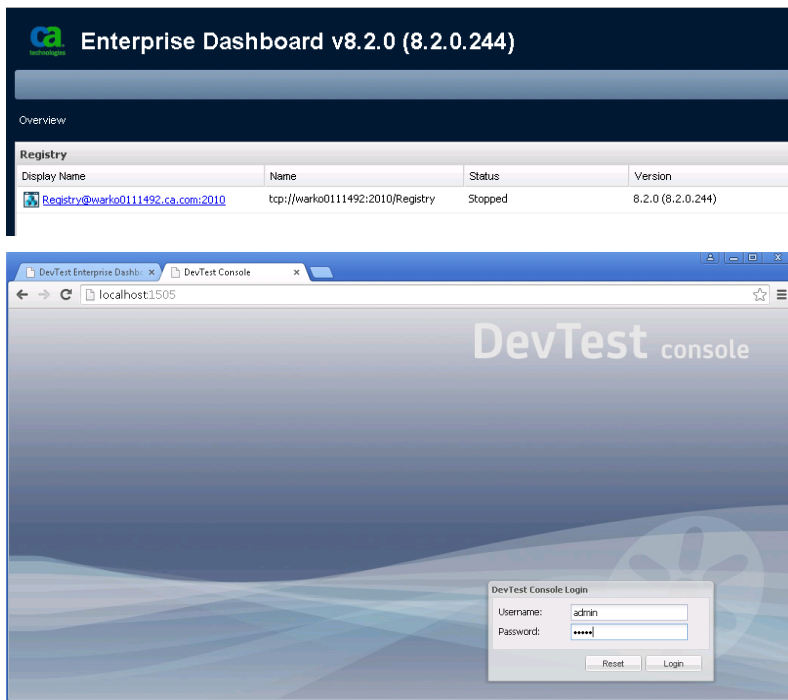 ca
technologies
Enterprise Dashboard v8.2.0 (8.2.0.244)
Overview
Registry
Display Name Name Status Version
Registry@warko0111492.ca.com:2010 tcp://warko0111492:2010/Registry Stopped 8.2.0 (8.2.0.244)
DevTest Enterprise Dashb DevTest Console
localhost:1505
DevTest console
DevTest Console Login
Username: admin
Password: •••••
Reset Login